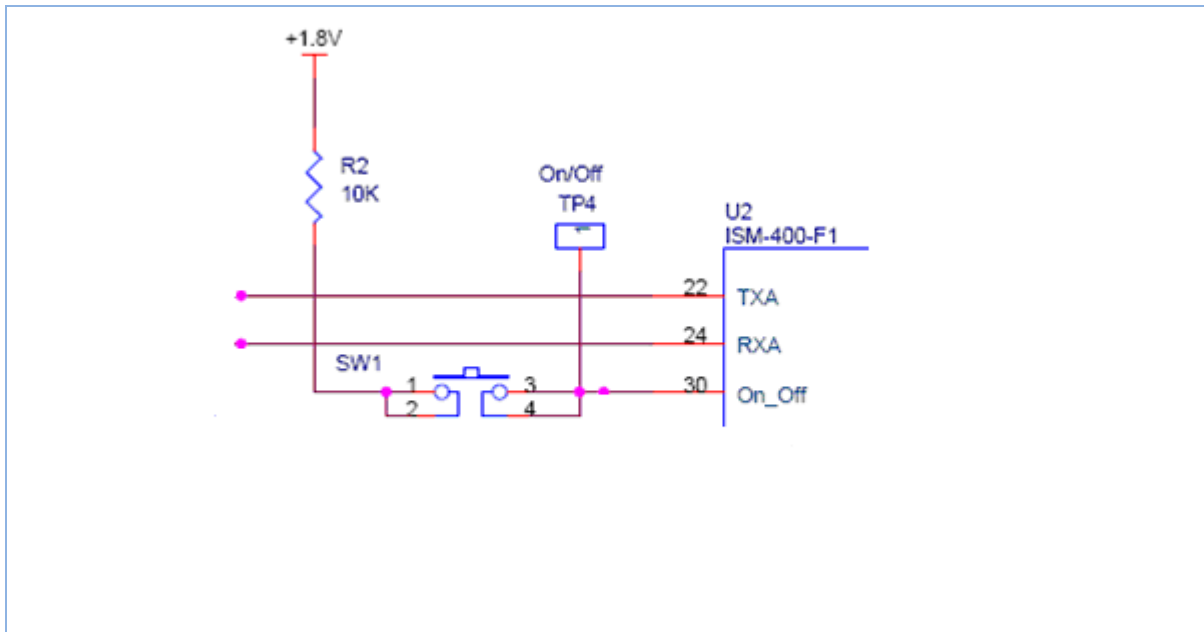 +1.8V
R2
10K
On/Off
TP4
1
U2
ISM-400-F1
22
TXA
24
RXA
SW1
1
3
30
On_Off
2
4